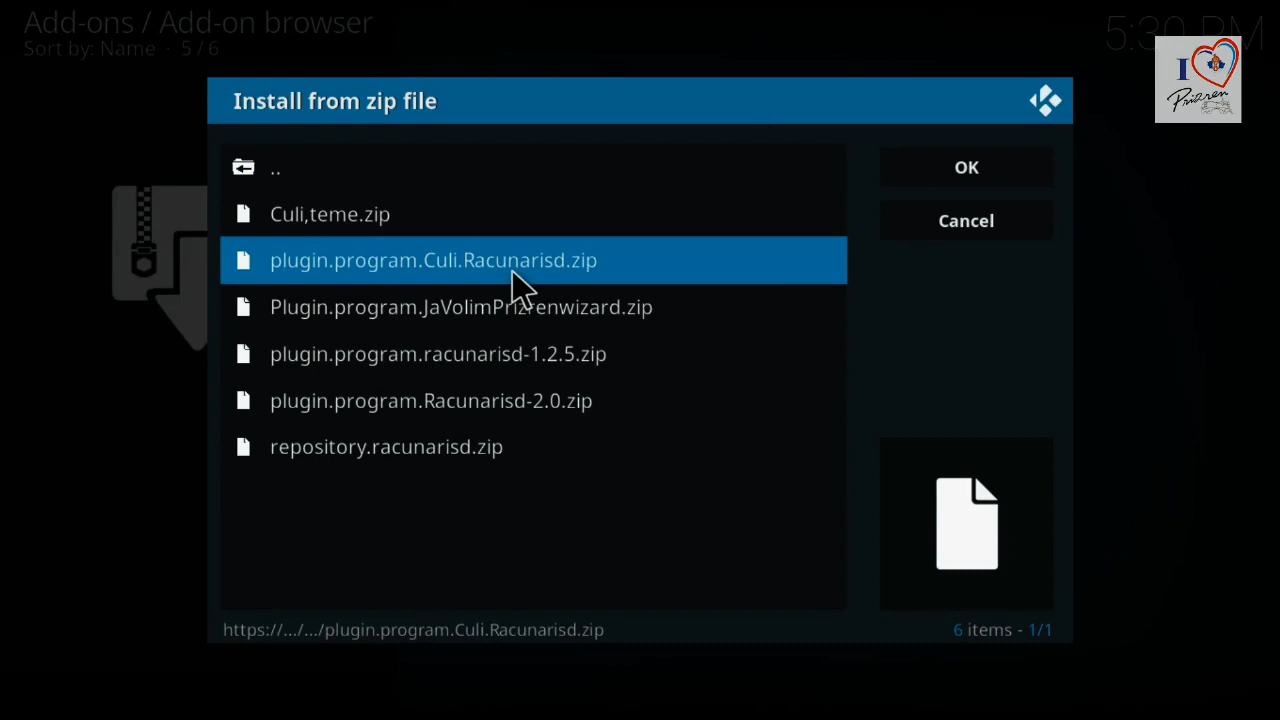 Add-ons / Add-on browser
Sort by: Name · 5 / 6
5:30 PM
I
Prizren
Install from zip file
..
Culi,teme.zip
plugin.program.Culi.Racunarisd.zip
Plugin.program.JaVolimPrizrenwizard.zip
plugin.program.racunarisd-1.2.5.zip
plugin.program.Racunarisd-2.0.zip
repository.racunarisd.zip
OK
Cancel
https://.../.../plugin.program.Culi.Racunarisd.zip
6 items - 1/1